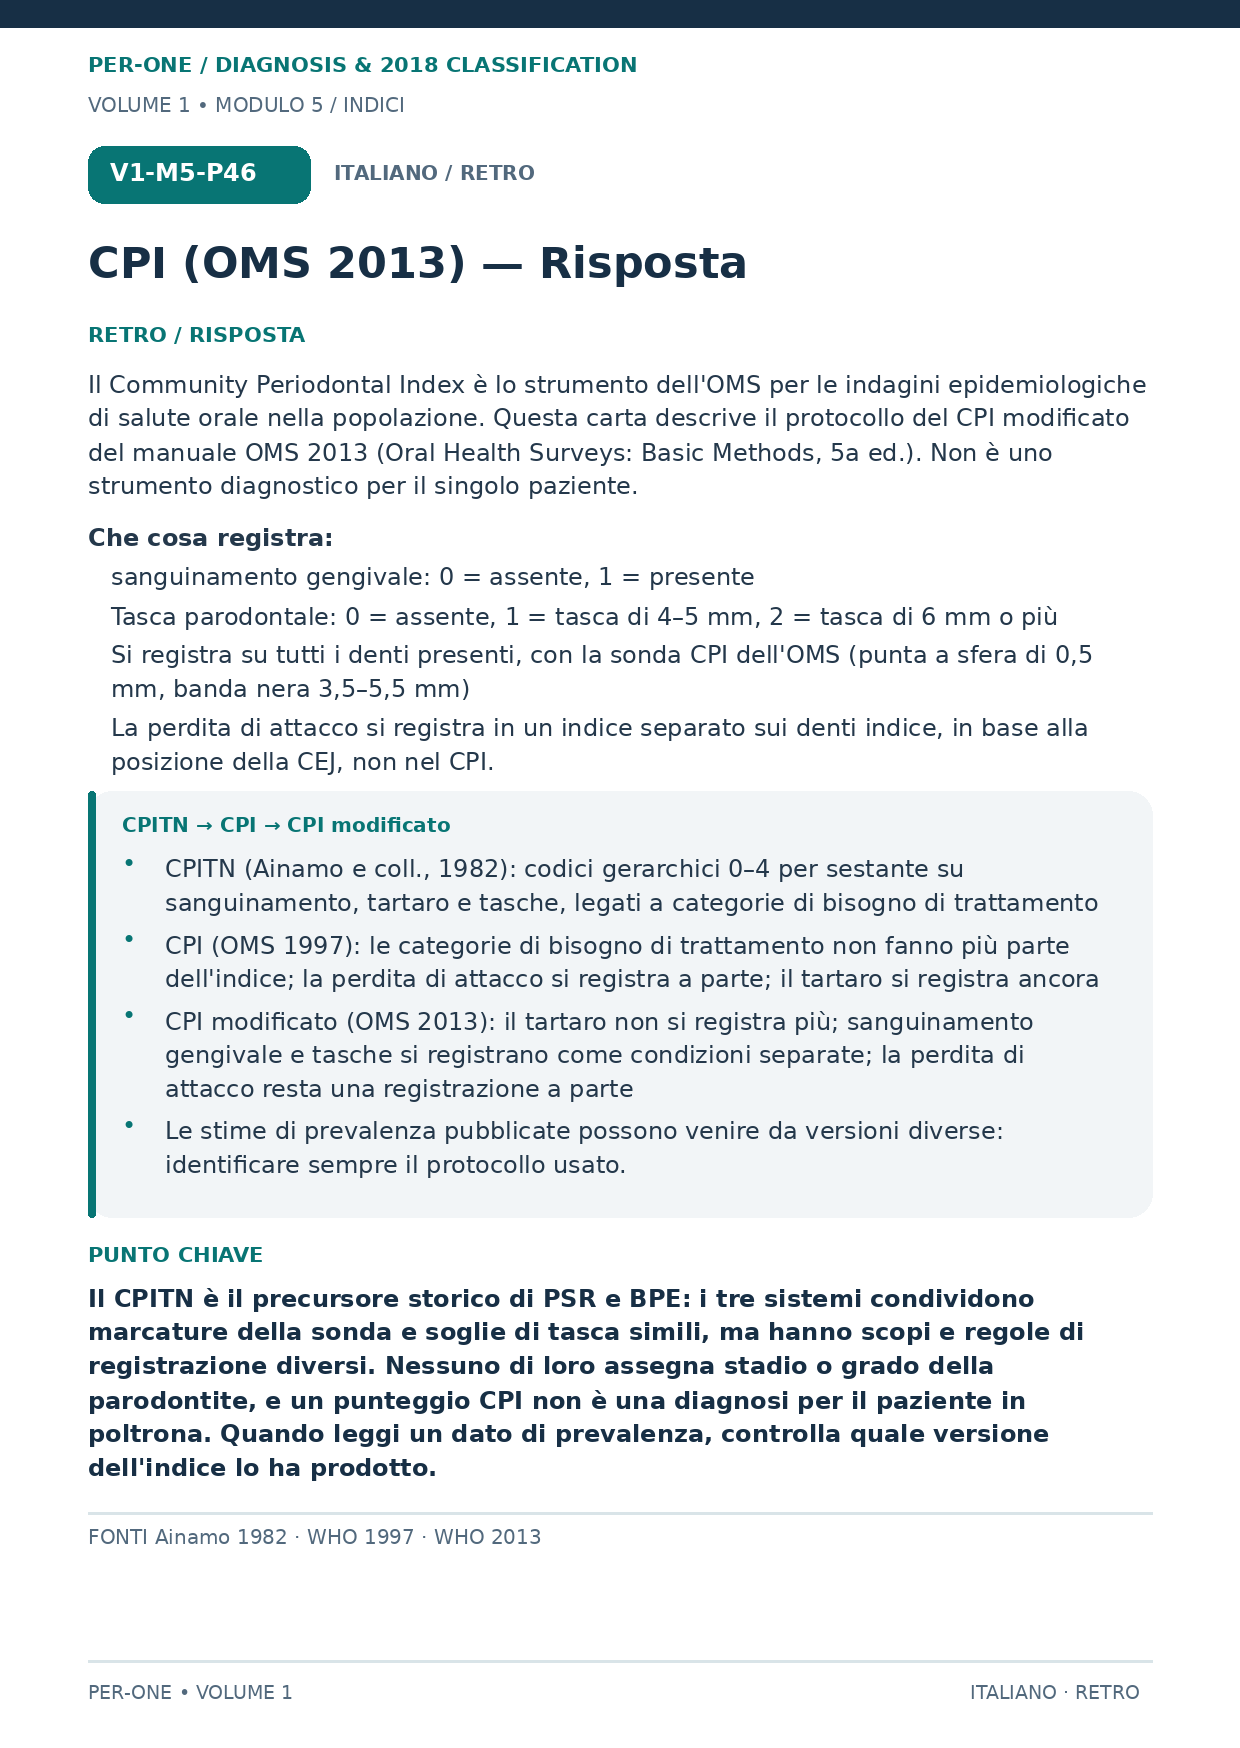 PER-ONE / DIAGNOSIS & 2018 CLASSIFICATION
VOLUME 1 • MODULO 5 / INDICI
V1-M5-P46
ITALIANO / RETRO
CPI (OMS 2013) — Risposta
RETRO / RISPOSTA
Il Community Periodontal Index è lo strumento dell'OMS per le indagini epidemiologiche
di salute orale nella popolazione. Questa carta descrive il protocollo del CPI modificato
del manuale OMS 2013 (Oral Health Surveys: Basic Methods, 5a ed.). Non è uno
strumento diagnostico per il singolo paziente.
Che cosa registra:
sanguinamento gengivale: 0 = assente, 1 = presente
Tasca parodontale: 0 = assente, 1 = tasca di 4–5 mm, 2 = tasca di 6 mm o più
Si registra su tutti i denti presenti, con la sonda CPI dell'OMS (punta a sfera di 0,5
mm, banda nera 3,5–5,5 mm)
La perdita di attacco si registra in un indice separato sui denti indice, in base alla
posizione della CEJ, non nel CPI.
CPITN → CPI → CPI modificato
• CPITN (Ainamo e coll., 1982): codici gerarchici 0–4 per sestante su
sanguinamento, tartaro e tasche, legati a categorie di bisogno di trattamento
• CPI (OMS 1997): le categorie di bisogno di trattamento non fanno più parte
dell'indice; la perdita di attacco si registra a parte; il tartaro si registra ancora
• CPI modificato (OMS 2013): il tartaro non si registra più; sanguinamento
gengivale e tasche si registrano come condizioni separate; la perdita di
attacco resta una registrazione a parte
• Le stime di prevalenza pubblicate possono venire da versioni diverse:
identificare sempre il protocollo usato.
PUNTO CHIAVE
Il CPITN è il precursore storico di PSR e BPE: i tre sistemi condividono
marcature della sonda e soglie di tasca simili, ma hanno scopi e regole di
registrazione diversi. Nessuno di loro assegna stadio o grado della
parodontite, e un punteggio CPI non è una diagnosi per il paziente in
poltrona. Quando leggi un dato di prevalenza, controlla quale versione
dell'indice lo ha prodotto.
FONTI Ainamo 1982 · WHO 1997 · WHO 2013
PER-ONE • VOLUME 1
ITALIANO · RETRO